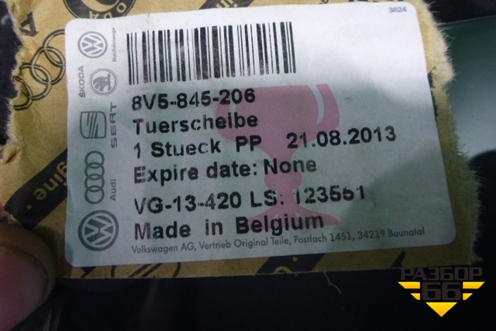 3624
8V5-845-206
Tuerscheibe
1 Stueck PP 21.08.2013
Expire date: None
VG-13-420 LS: 123561
Made in Belgium
Volkswagen AG, Vertrieb Original Teile, Postfach 1451, 34219 Baunatal
ŠKODA
SEAT
Audi
РАЗБОР
66